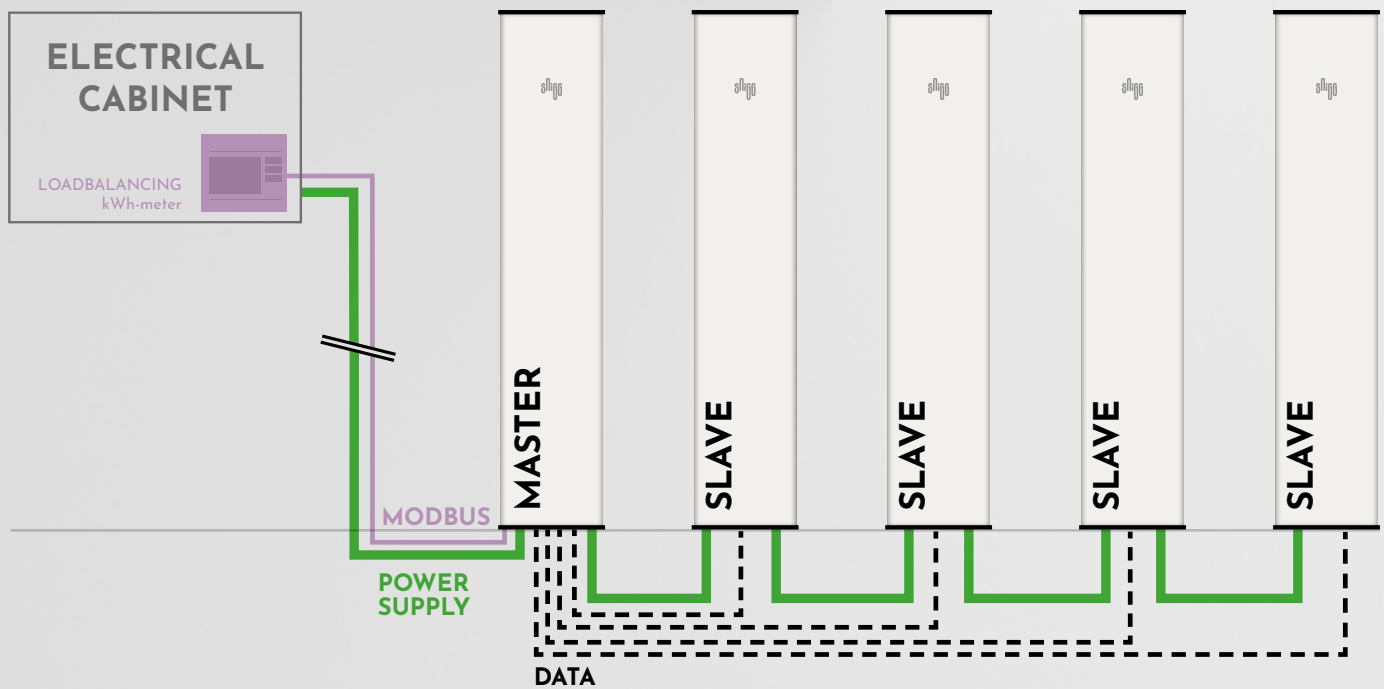 ELECTRICAL
CABINET
LOADBALANCING
kWh-meter
MODBUS
POWER
SUPPLY
MASTER
SLAVE
SLAVE
SLAVE
SLAVE
DATA